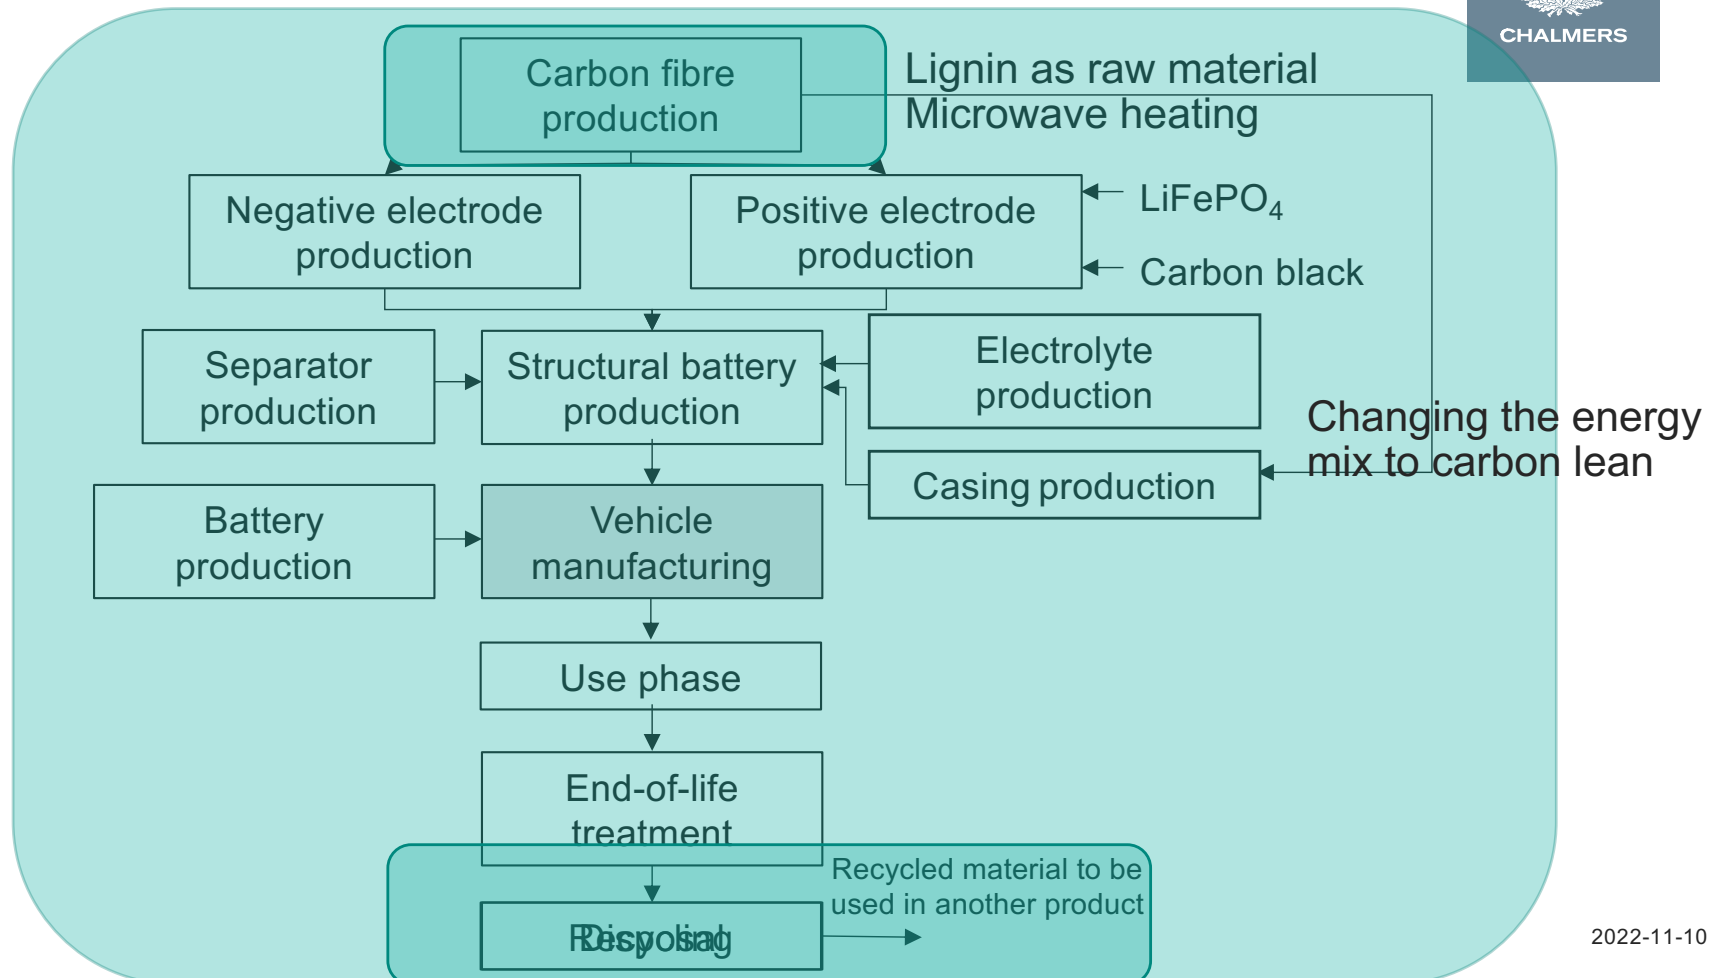 CHALMERS
Carbon fibre
production
Lignin as raw material
Microwave heating
Negative electrode
production
Positive electrode
production
LiFePO₄
Carbon black
Separator
production
Structural battery
production
Electrolyte
production
Changing the energy
mix to carbon lean
Casing production
Battery
production
Vehicle
manufacturing
Use phase
End-of-life
treatment
Recycled material to be
used in another product
Disposal
Recycling
2022-11-10